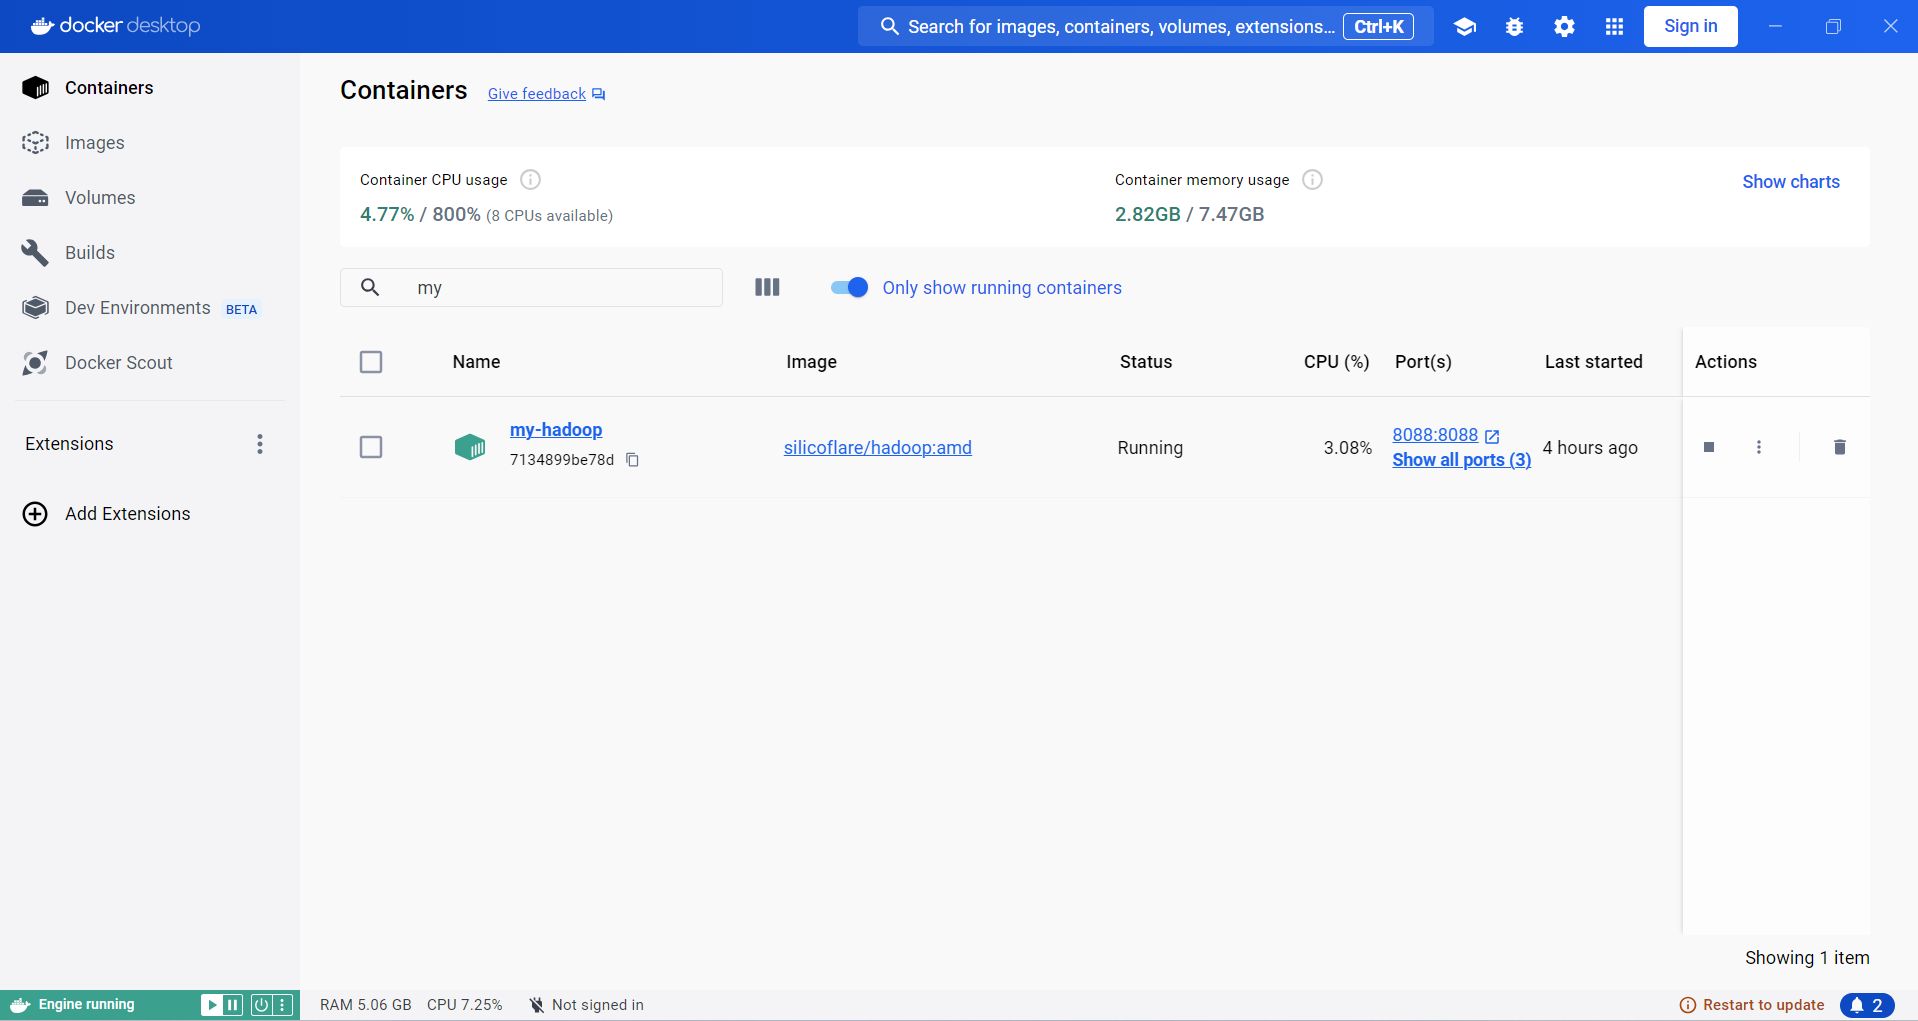 docker desktop
Search for images, containers, volumes, extensions... Ctrl+K
Sign in
Containers
Images
Volumes
Builds
Dev Environments BETA
Docker Scout
Extensions
Add Extensions
Containers Give feedback
Container CPU usage
4.77% / 800% (8 CPUs available)
Container memory usage
2.82GB / 7.47GB
Show charts
my
Only show running containers
Name Image Status CPU (%) Port(s) Last started Actions
my-hadoop
7134899be78d
silicoflare/hadoop:amd
Running
3.08%
8088:8088
Show all ports (3)
4 hours ago
Showing 1 item
Engine running
RAM 5.06 GB CPU 7.25% Not signed in
Restart to update
2